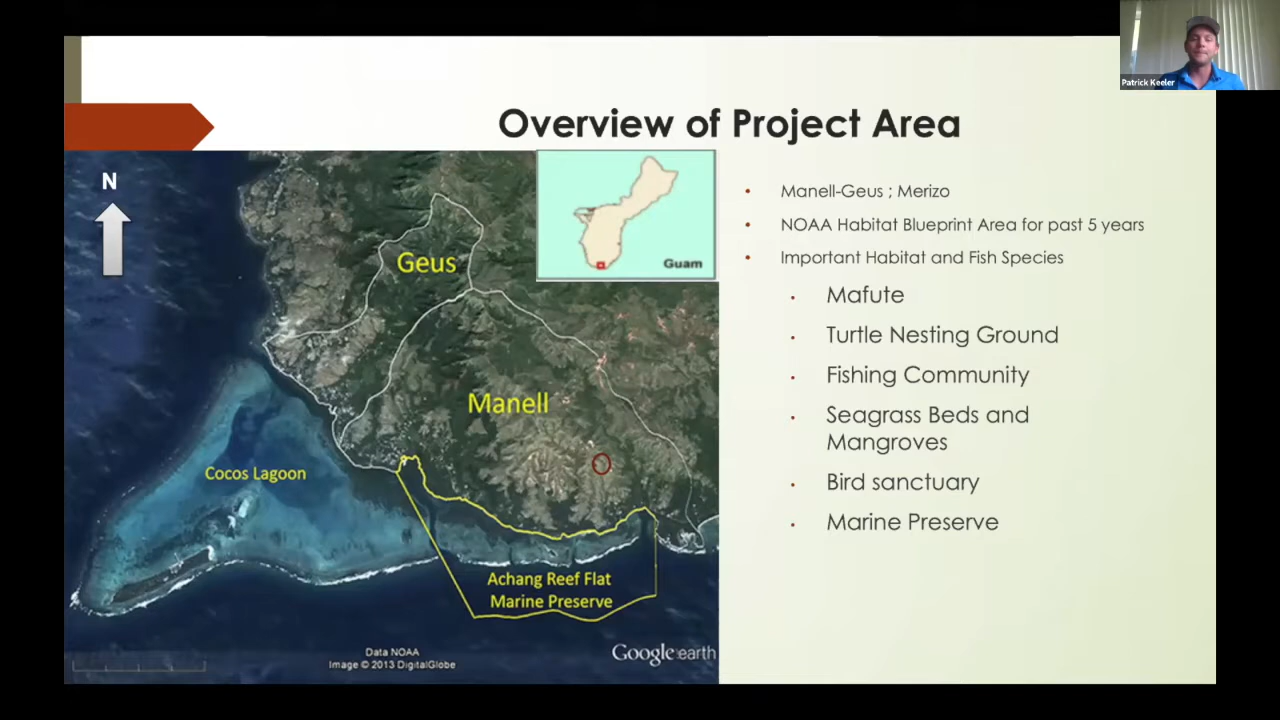 Patrick Keeler
Overview of Project Area
N
Geus
Guam
Manell
Cocos Lagoon
Achang Reef Flat
Marine Preserve
Data NOAA
Image © 2013 DigitalGlobe
Google earth
• Manell-Geus ; Merizo
• NOAA Habitat Blueprint Area for past 5 years
• Important Habitat and Fish Species
• Mafute
• Turtle Nesting Ground
• Fishing Community
• Seagrass Beds and
Mangroves
• Bird sanctuary
• Marine Preserve